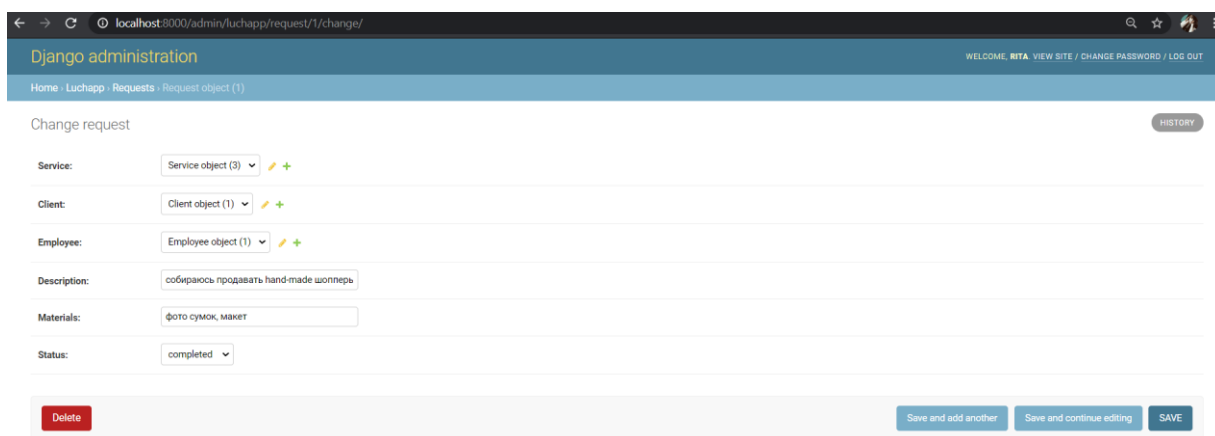 localhost:8000/admin/luchapp/request/1/change/
Django administration
WELCOME, RITA. VIEW SITE / CHANGE PASSWORD / LOG OUT
Home › Luchapp › Requests › Request object (1)
Change request
HISTORY
Service: Service object (3)
Client: Client object (1)
Employee: Employee object (1)
Description: собираюсь продавать hand-made шопперь
Materials: фото сумок, макет
Status: completed
Delete Save and add another Save and continue editing SAVE